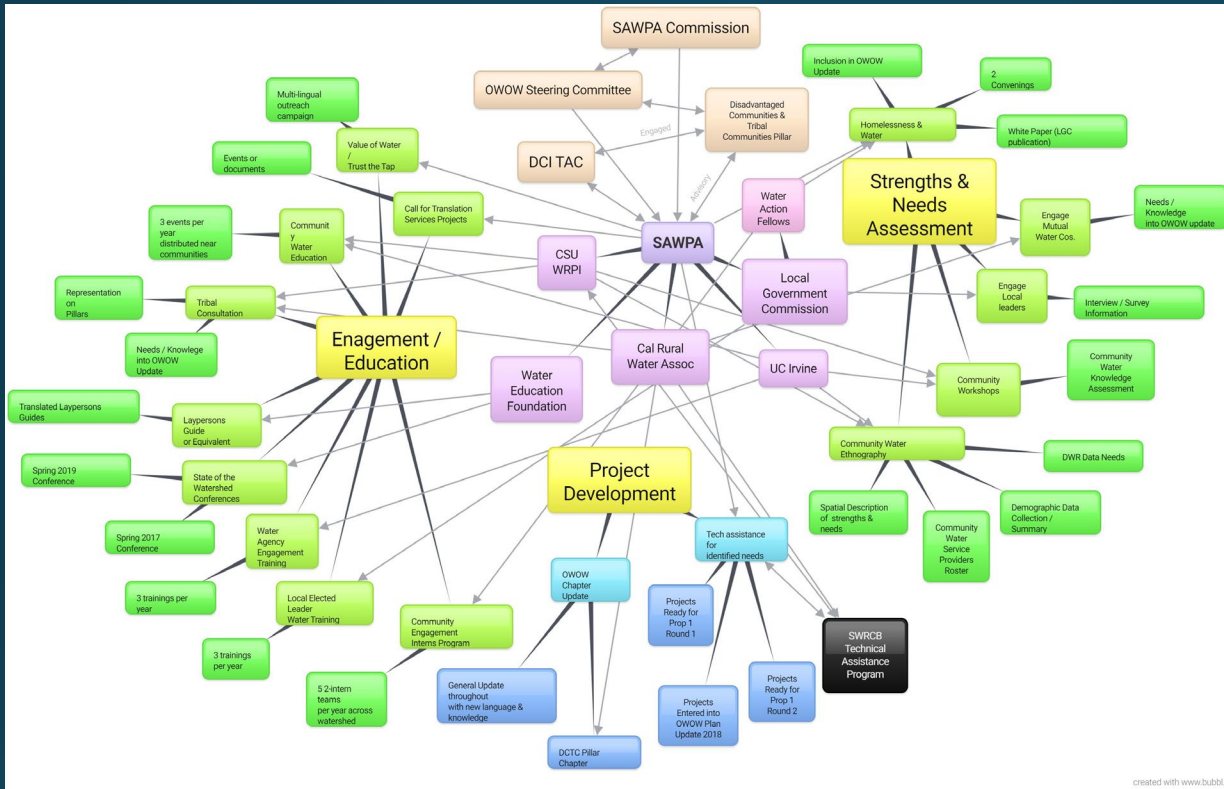 SAWPA Commission
OWOW Steering Committee
Disadvantaged
Communities &
Tribal
Communities Pillar
Engaged
DCI TAC
Advisory
Inclusion in OWOW
Update
2
Convenings
Homelessness &
Water
White Paper (LGC
publication)
Multi-lingual
outreach
campaign
Value of Water
/
Trust the Tap
Events or
documents
Call for Translation
Services Projects
3 events per
year
distributed near
communities
Communit
y
Water
Education
Water
Action
Fellows
Strengths &
Needs
Assessment
Engage
Mutual
Water Cos.
Needs /
Knowledge
into OWOW update
SAWPA
CSU
WRPI
Local
Government
Commission
Engage
Local
leaders
Interview / Survey
Information
Representation
on
Pillars
Tribal
Consultation
Needs / Knowlege
into OWOW
Update
Enagement /
Education
Cal Rural
Water Assoc
UC Irvine
Water
Education
Foundation
Community
Workshops
Community
Water
Knowledge
Assessment
Translated Laypersons
Guides
Laypersons
Guide
or Equivalent
Community Water
Ethnography
DWR Data Needs
Spring 2019
Conference
State of the
Watershed
Conferences
Project
Development
Spatial Description
of strengths &
needs
Community
Water
Service
Providers
Roster
Demographic Data
Collection /
Summary
Spring 2017
Conference
Water
Agency
Engagement
Training
Tech assistance
for
identified needs
3 trainings per
year
Local Elected
Leader
Water Training
OWOW
Chapter
Update
Projects
Ready for
Prop 1
Round 1
3 trainings
per year
Community
Engagement
Interns Program
SWRCB
Technical
Assistance
Program
5 2-intern
teams
per year across
watershed
General Update
throughout
with new language &
knowledge
Projects
Entered into
OWOW Plan
Update 2018
Projects
Ready for
Prop 1
Round 2
DCTC Pillar
Chapter
created with www.bubbl